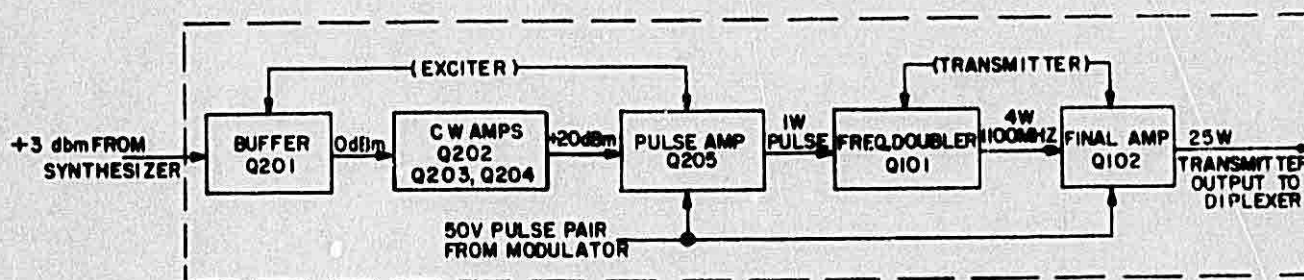 (EXCITER)
(TRANSMITTER)
+3 dbm FROM
SYNTHESIZER
BUFFER
Q201
0dBm
CW AMPS
Q202
Q203, Q204
+20dBm
PULSE AMP
Q205
1W
PULSE
FREQ. DOUBLER
Q101
4W
1100MHZ
FINAL AMP
Q102
25W
TRANSMITTER
OUTPUT TO
DIPLEXER
50V PULSE PAIR
FROM MODULATOR